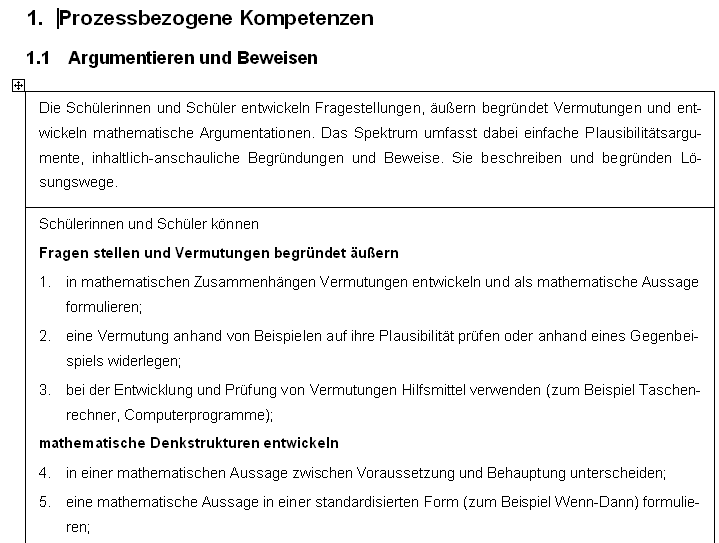 1. Prozessbezogene Kompetenzen
1.1 Argumentieren und Beweisen
Die Schülerinnen und Schüler entwickeln Fragestellungen, äußern begründet Vermutungen und ent-
wickeln mathematische Argumentationen. Das Spektrum umfasst dabei einfache Plausibilitätsargu-
mente, inhaltlich-anschauliche Begründungen und Beweise. Sie beschreiben und begründen Lö-
sungswege.
Schülerinnen und Schüler können
Fragen stellen und Vermutungen begründet äußern
1. in mathematischen Zusammenhängen Vermutungen entwickeln und als mathematische Aussage
formulieren;
2. eine Vermutung anhand von Beispielen auf ihre Plausibilität prüfen oder anhand eines Gegenbei-
spiels widerlegen;
3. bei der Entwicklung und Prüfung von Vermutungen Hilfsmittel verwenden (zum Beispiel Taschen-
rechner, Computerprogramme);
mathematische Denkstrukturen entwickeln
4. in einer mathematischen Aussage zwischen Voraussetzung und Behauptung unterscheiden;
5. eine mathematische Aussage in einer standardisierten Form (zum Beispiel Wenn-Dann) formulie-
ren;